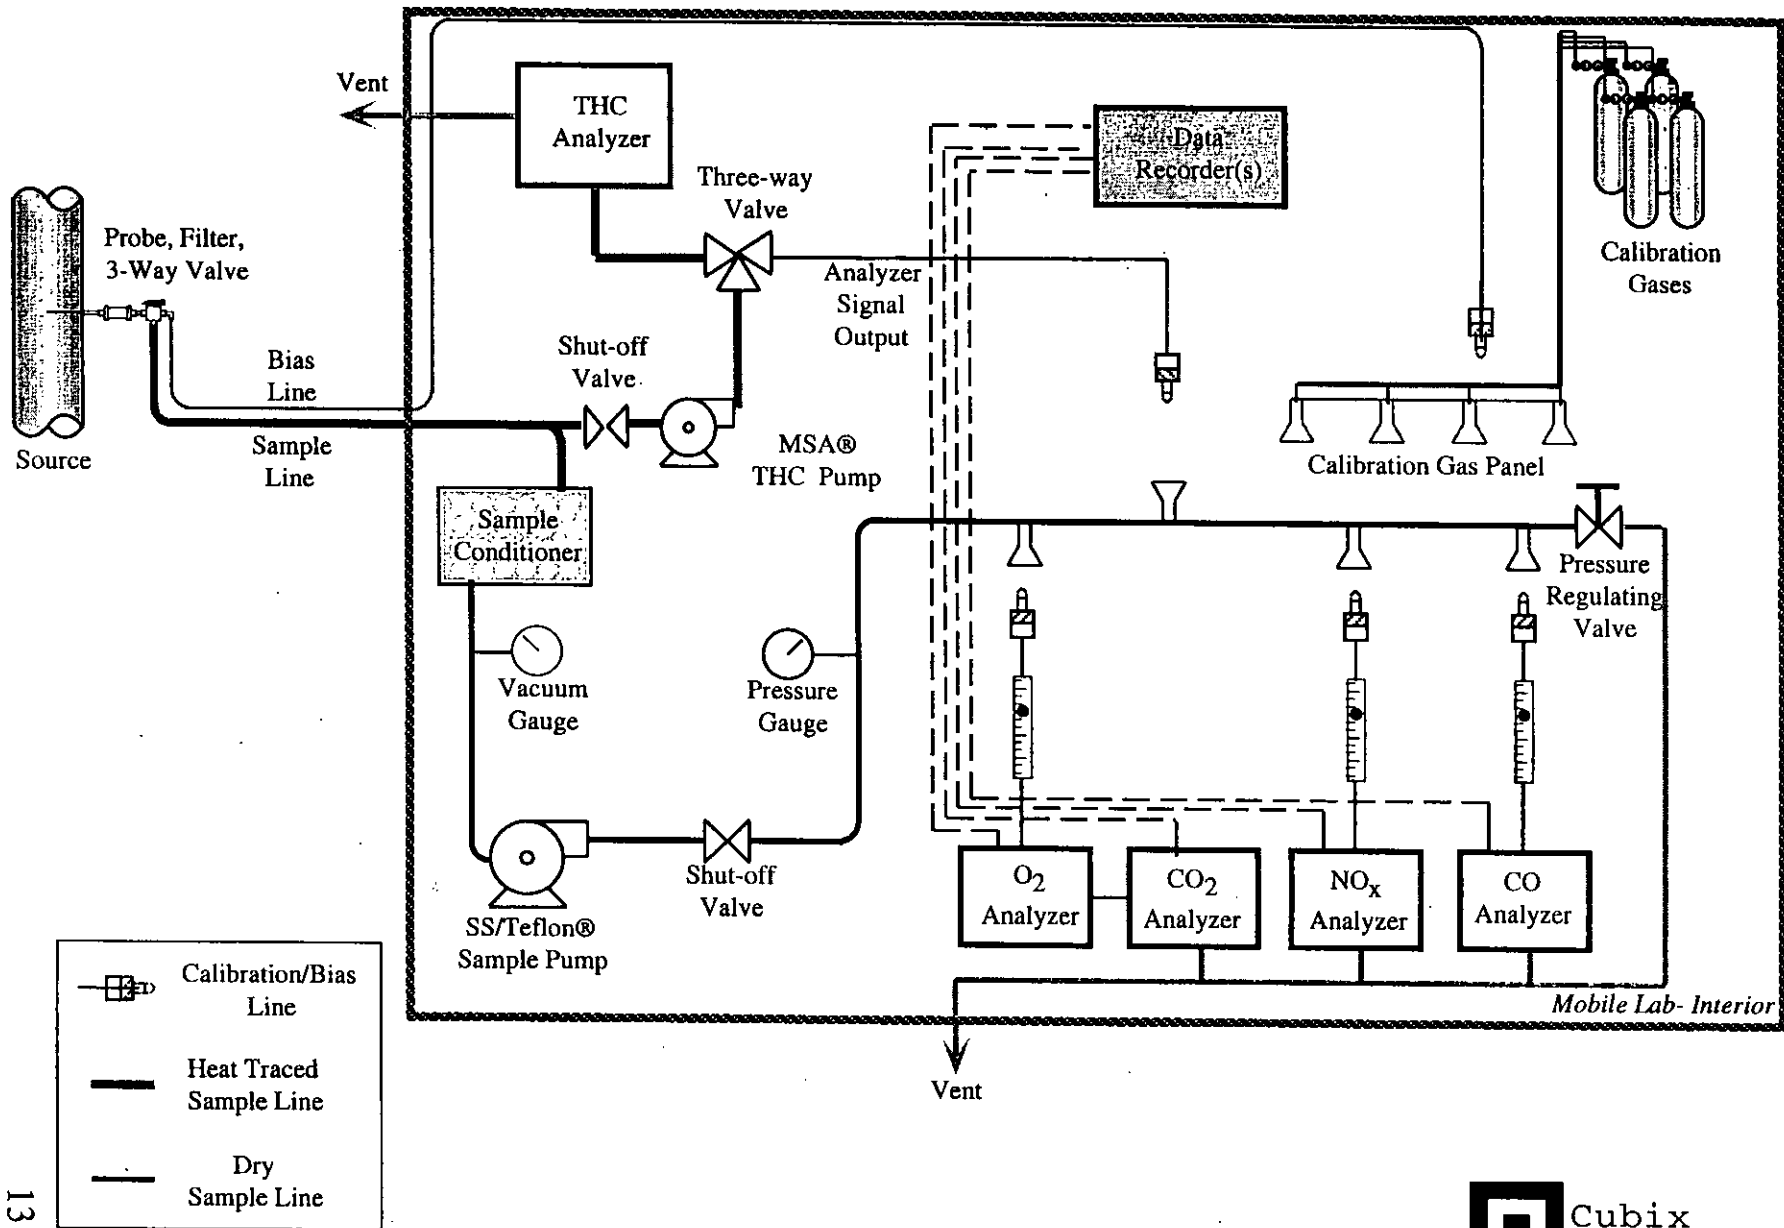 Vent
THC
Analyzer
Three-way
Valve
Data
Recorder(s)
Probe, Filter,
3-Way Valve
Calibration
Gases
Analyzer
Signal
Output
Bias
Line
Shut-off
Valve
Source
Sample
Line
MSA®
THC Pump
Calibration Gas Panel
Sample
Conditioner
Pressure
Regulating
Valve
Vacuum
Gauge
Pressure
Gauge
Shut-off
Valve
SS/Teflon®
Sample Pump
O2
Analyzer
CO2
Analyzer
NOx
Analyzer
CO
Analyzer
Mobile Lab- Interior
Vent
Calibration/Bias
Line
Heat Traced
Sample Line
Dry
Sample Line
13
Cubix